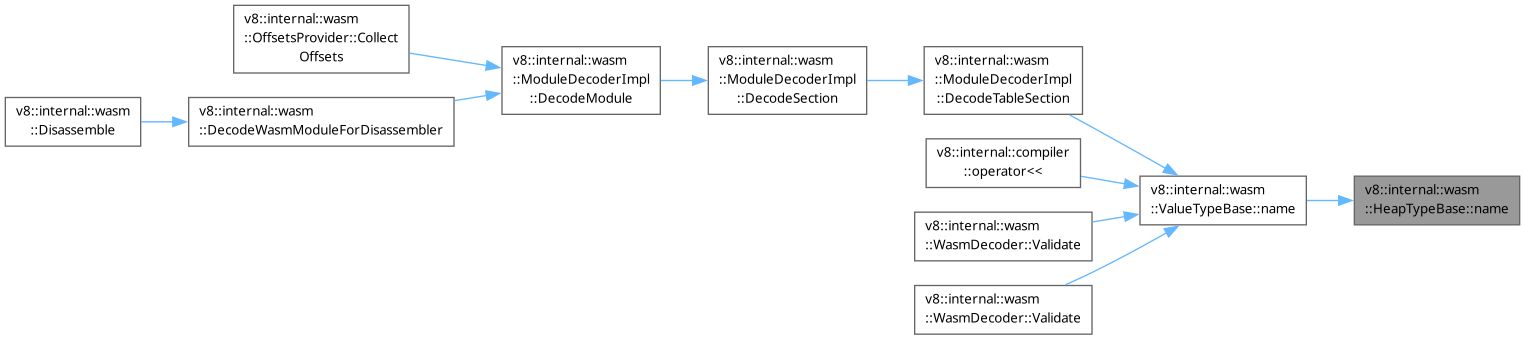 v8::internal::wasm
::OffsetsProvider::Collect
Offsets
v8::internal::wasm
::Disassemble
v8::internal::wasm
::DecodeWasmModuleForDisassembler
v8::internal::wasm
::ModuleDecoderImpl
::DecodeModule
v8::internal::wasm
::ModuleDecoderImpl
::DecodeSection
v8::internal::wasm
::ModuleDecoderImpl
::DecodeTableSection
v8::internal::compiler
::operator<<
v8::internal::wasm
::WasmDecoder::Validate
v8::internal::wasm
::WasmDecoder::Validate
v8::internal::wasm
::ValueTypeBase::name
v8::internal::wasm
::HeapTypeBase::name